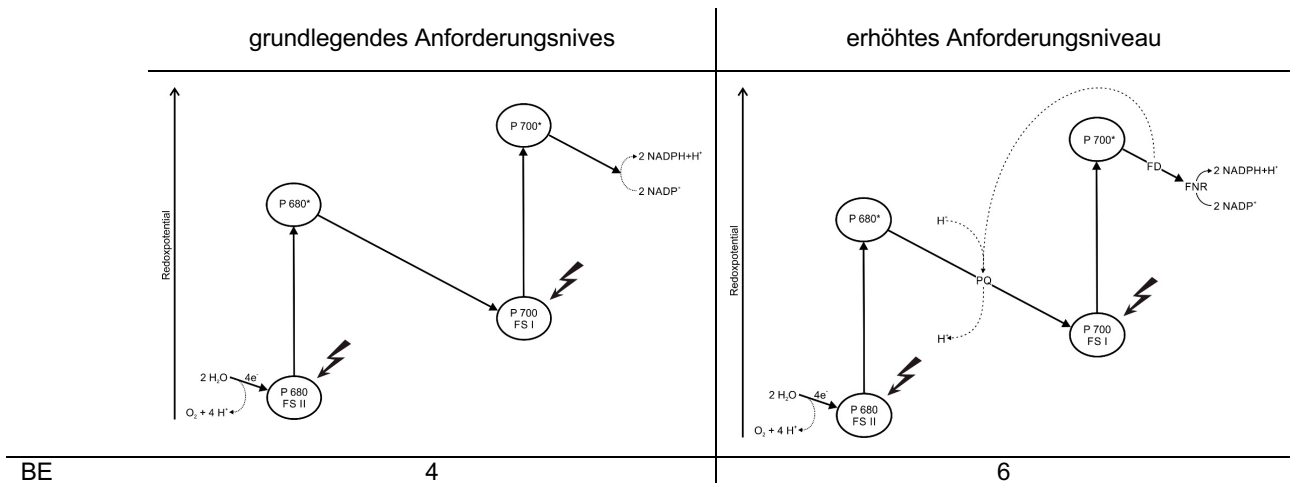 grundlegendes Anforderungsnives
erhöhtes Anforderungsniveau
Redoxpotential
P 700*
2 NADPH+H⁺
2 NADP⁺
P 680*
P 700
FS I
2 H₂O
4e⁻
P 680
FS II
O₂ + 4 H⁺
Redoxpotential
P 700*
FD
2 NADPH+H⁺
FNR
2 NADP⁺
P 680*
H⁺
PQ
H⁺
P 700
FS I
2 H₂O
4e⁻
P 680
FS II
O₂ + 4 H⁺
BE
4
6